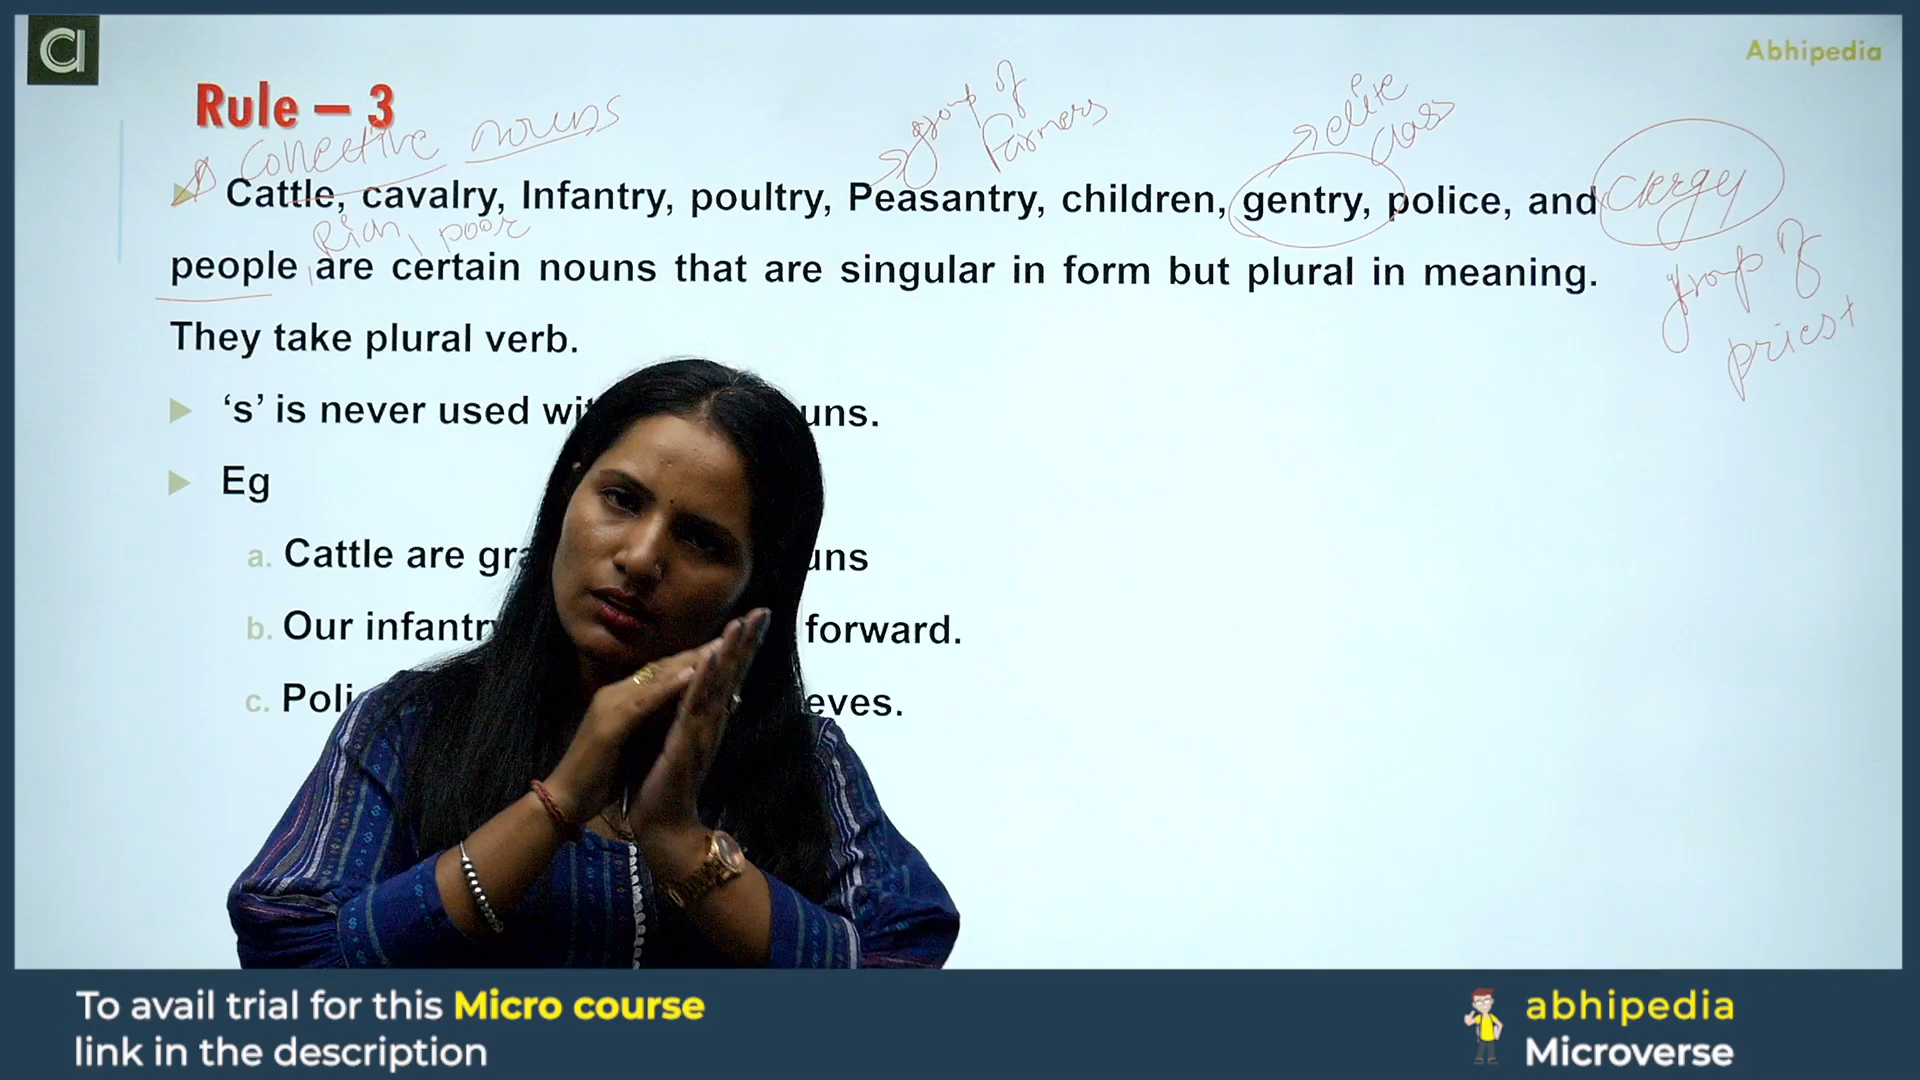 Abhipedia
Rule – 3
Collective nouns
group of
Farmers
elite
class
Cattle, cavalry, Infantry, poultry, Peasantry, children, gentry, police, and clergy
Rich, poor
people are certain nouns that are singular in form but plural in meaning.
group of
priest
They take plural verb.
‘s’ is never used wi uns.
Eg
a. Cattle are gr uns
b. Our infantr forward.
c. Poli eves.
To avail trial for this Micro course
link in the description
abhipedia
Microverse